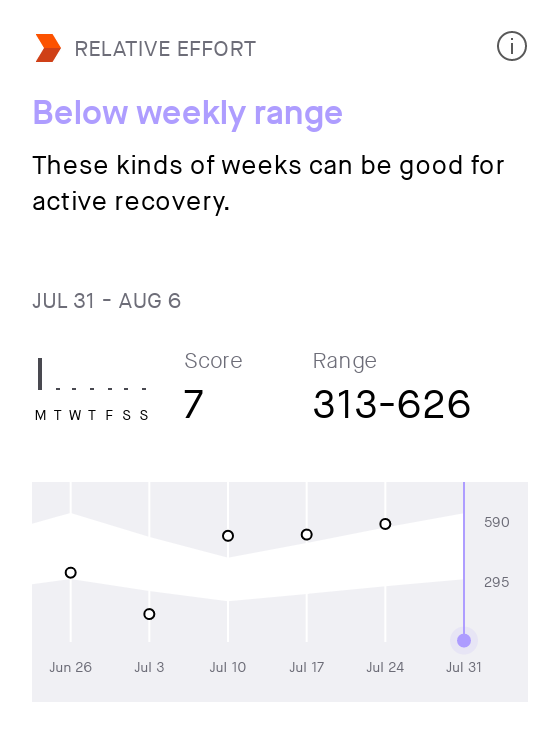 RELATIVE EFFORT
Below weekly range
These kinds of weeks can be good for
active recovery.
JUL 31 - AUG 6
Score Range
7 313-626
M T W T F S S
590
295
Jun 26 Jul 3 Jul 10 Jul 17 Jul 24 Jul 31